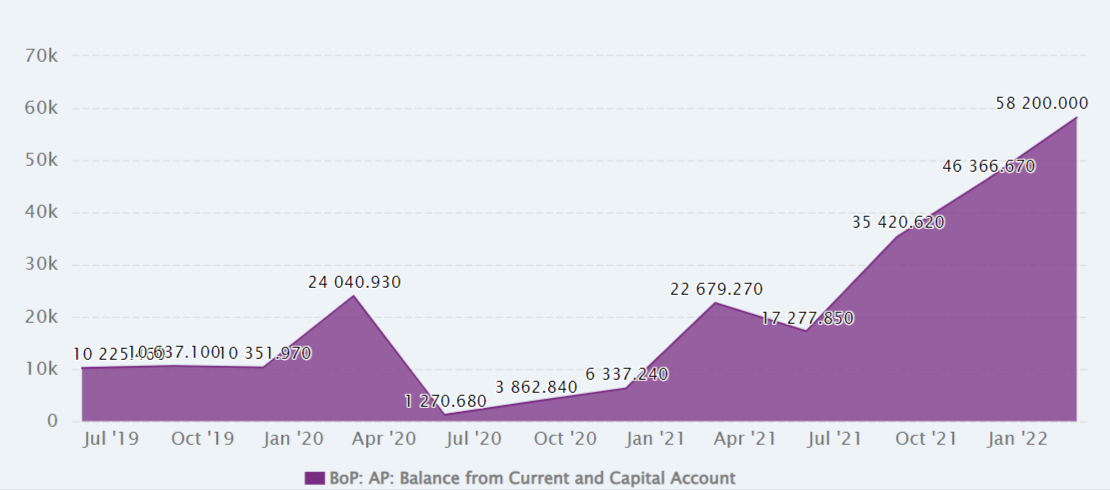 70k
60k
50k
40k
30k
20k
10k
0
58 200.000
46 366.670
35 420.620
24 040.930
22 679.270
17 277.850
10 637.100
10 351.970
6 337.240
3 862.840
1 270.680
Jul '19 Oct '19 Jan '20 Apr '20 Jul '20 Oct '20 Jan '21 Apr '21 Jul '21 Oct '21 Jan '22
BoP: AP: Balance from Current and Capital Account